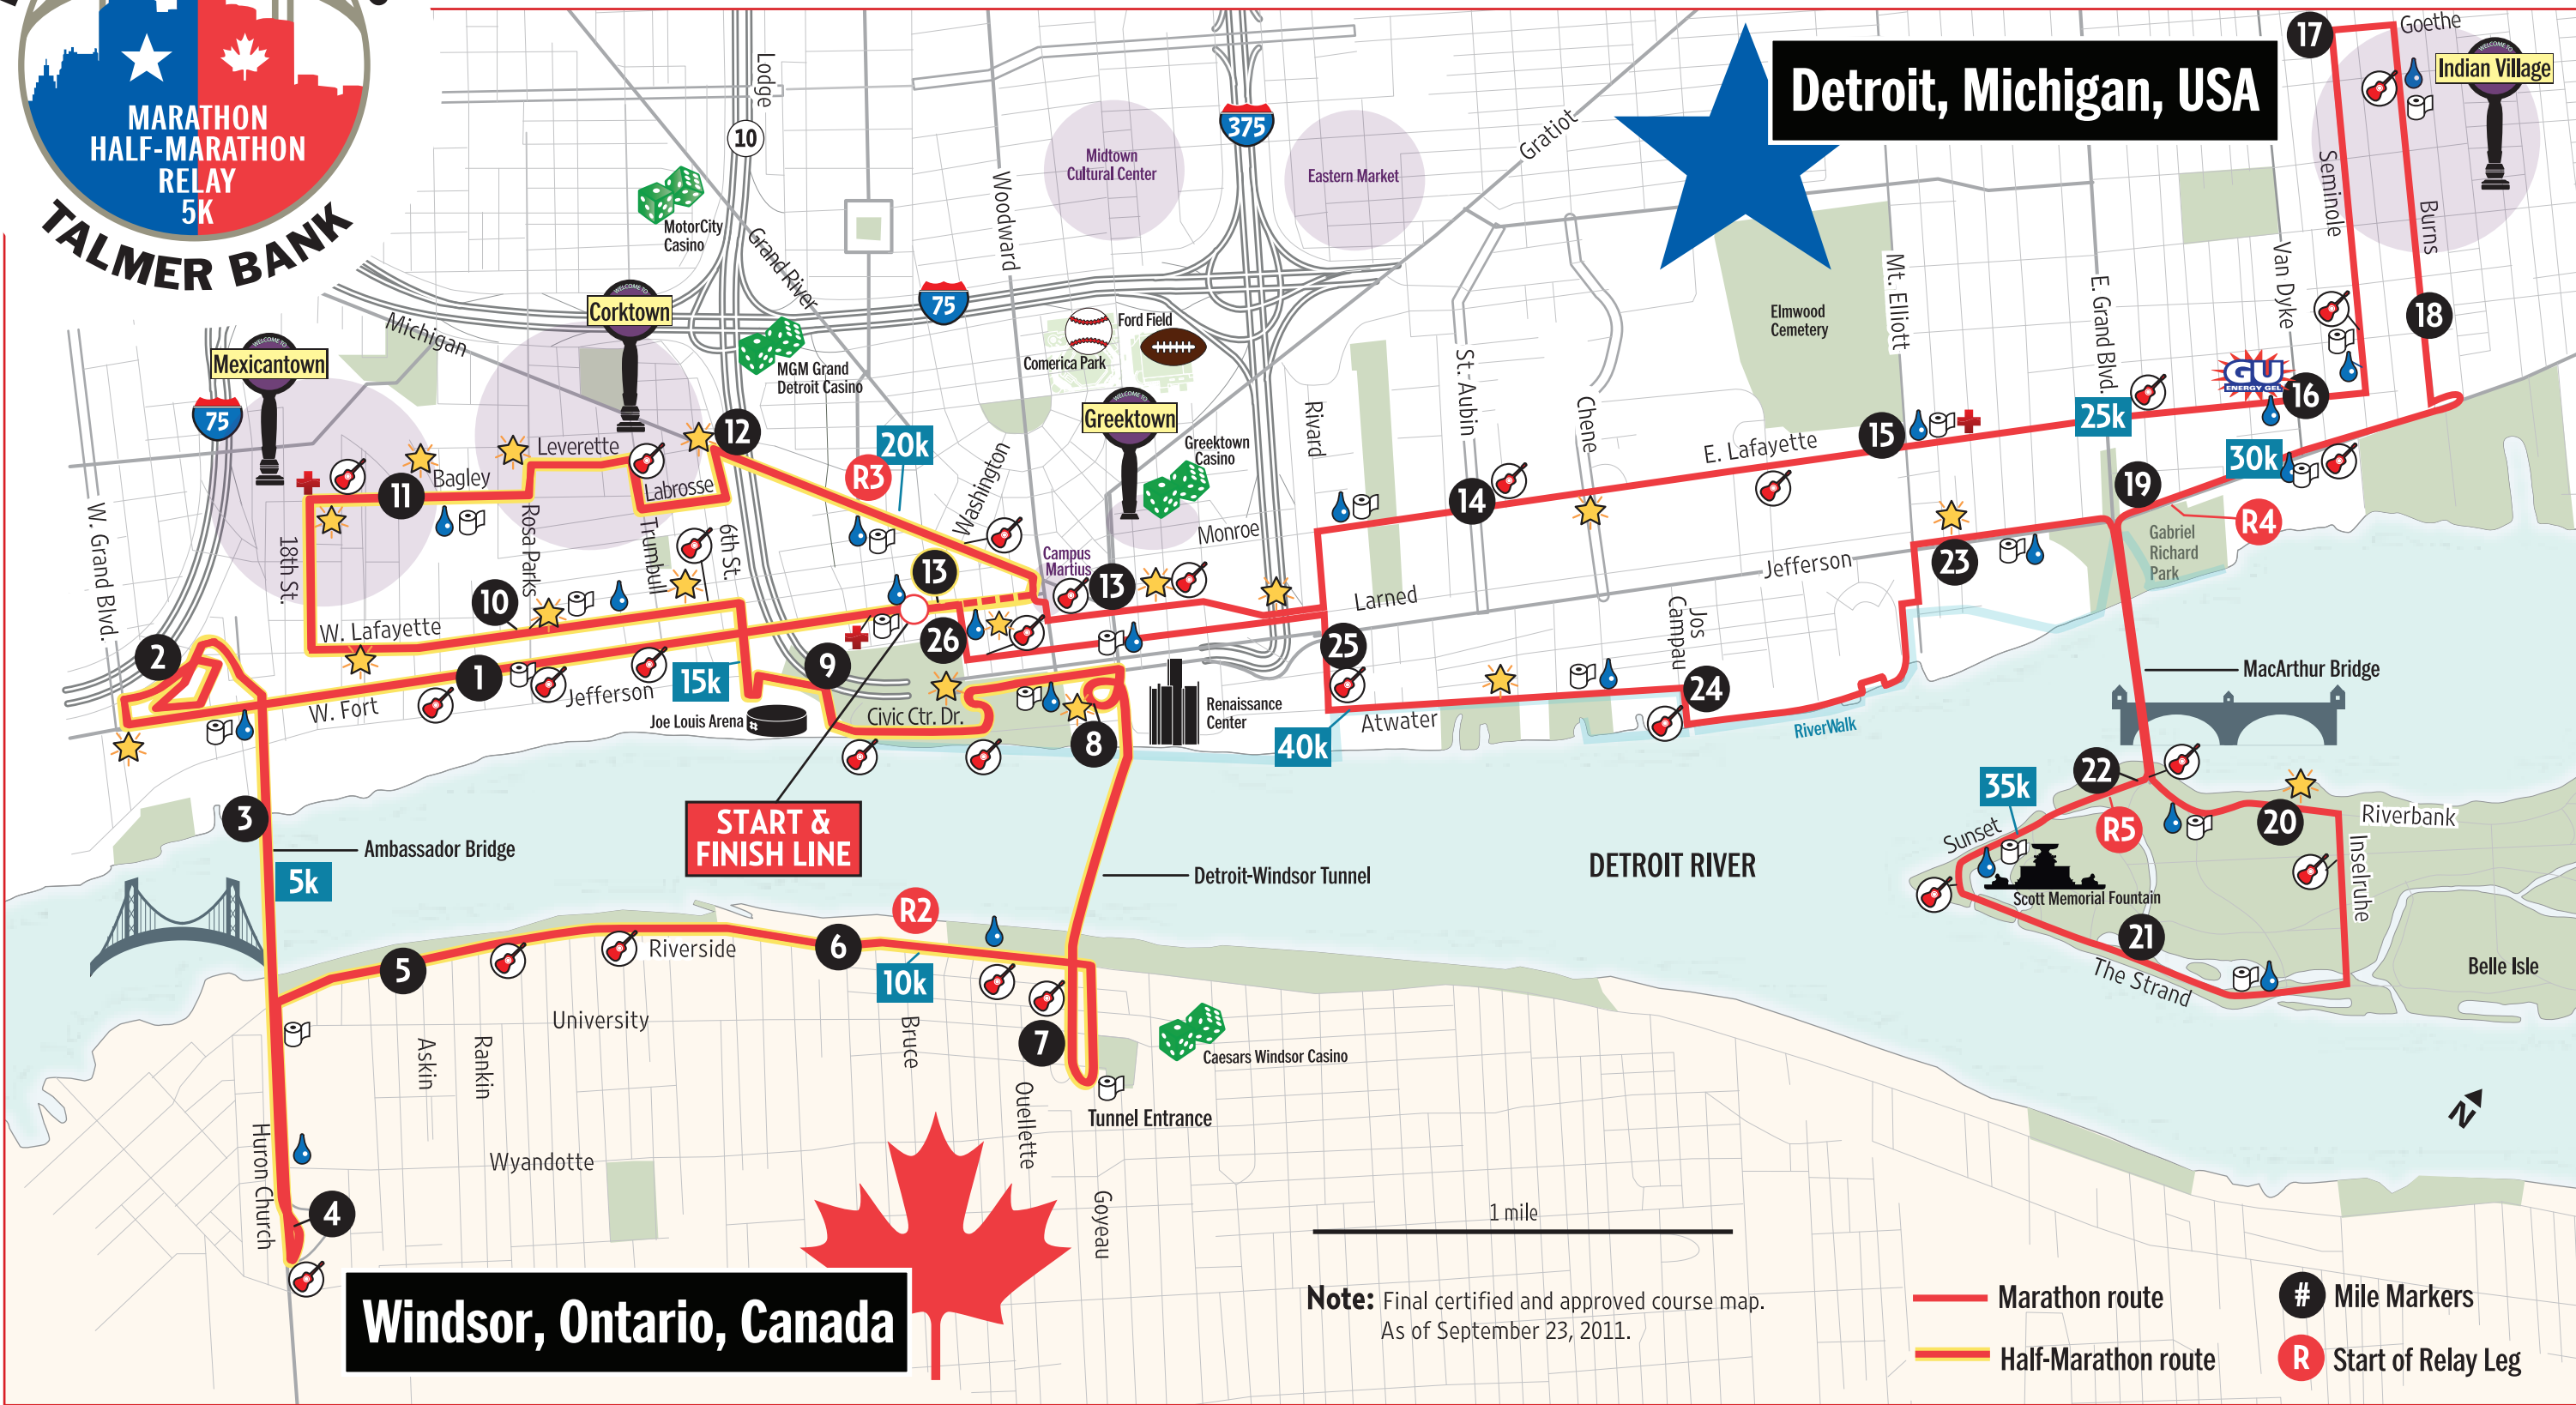 MARATHON
HALF-MARATHON
RELAY
5K
TALMER BANK
Detroit, Michigan, USA
Goethe
17
WELCOME TO
Indian Village
Lodge
10
375
Gratiot
Midtown
Cultural Center
Eastern Market
MotorCity
Casino
Grand River
Woodward
Seminole
Burns
Van Dyke
Mt. Elliott
E. Grand Blvd.
75
WELCOME TO
Corktown
Michigan
WELCOME TO
Mexicantown
75
MGM Grand
Detroit Casino
Ford Field
Comerica Park
Elmwood
Cemetery
18
GU
ENERGY GEL
16
25k
WELCOME TO
Greektown
Greektown
Casino
Rivard
St. Aubin
Chene
15
E. Lafayette
12
20k
R3
Leverette
Labrosse
Bagley
11
Washington
14
30k
19
R4
Gabriel
Richard
Park
W. Grand Blvd.
18th St.
Rosa Parks
Trumbull
6th St.
Monroe
Campus
Martius
13
13
23
Jefferson
Larned
10
W. Lafayette
2
1
W. Fort
Jefferson
15k
9
26
25
Jos
Campau
24
MacArthur Bridge
Joe Louis Arena
Civic Ctr. Dr.
8
Renaissance
Center
40k
Atwater
RiverWalk
22
35k
R5
20
Riverbank
Sunset
Inselruhe
Scott Memorial Fountain
21
The Strand
Belle Isle
3
Ambassador Bridge
5k
START &
FINISH LINE
Detroit-Windsor Tunnel
DETROIT RIVER
R2
5
Riverside
6
10k
7
University
Askin
Rankin
Bruce
Ouellette
Caesars Windsor Casino
Tunnel Entrance
Huron Church
Wyandotte
4
Goyeau
N
1 mile
Windsor, Ontario, Canada
Note: Final certified and approved course map.
As of September 23, 2011.
Marathon route
# Mile Markers
Half-Marathon route
R Start of Relay Leg